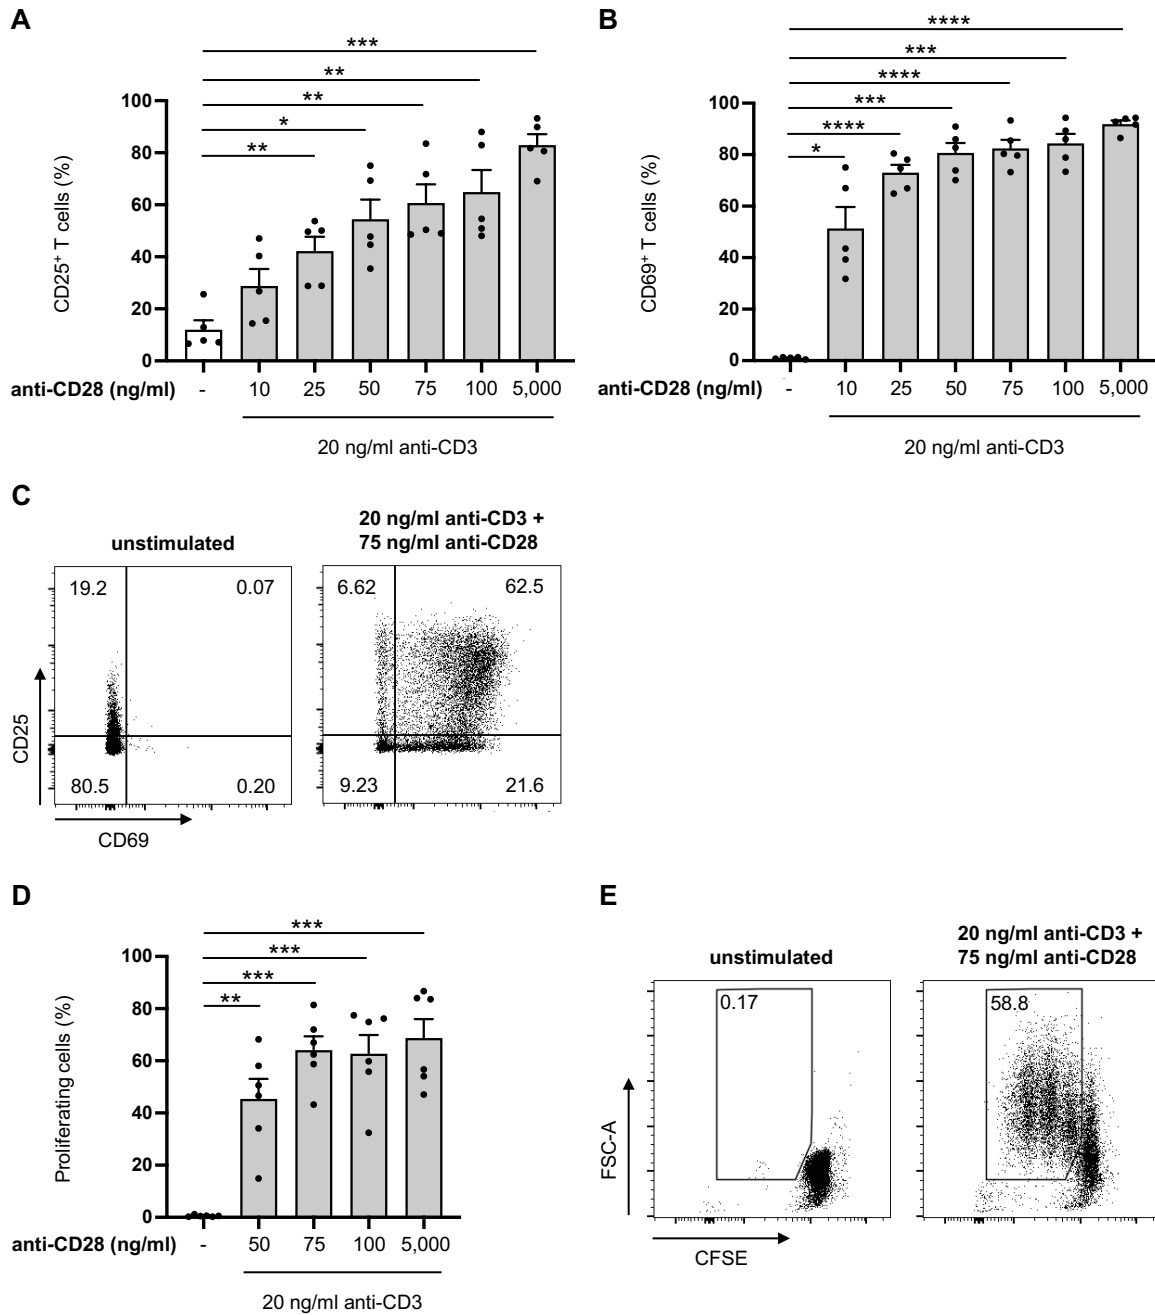 A
***
**
**
*
**
100
80
60
40
20
0
CD25⁺ T cells (%)
anti-CD28 (ng/ml)
- 10 25 50 75 100 5,000
20 ng/ml anti-CD3
B
****
***
****
***
****
*
100
80
60
40
20
0
CD69⁺ T cells (%)
anti-CD28 (ng/ml)
- 10 25 50 75 100 5,000
20 ng/ml anti-CD3
C
unstimulated
19.2 0.07
80.5 0.20
CD25
CD69
20 ng/ml anti-CD3 +
75 ng/ml anti-CD28
6.62 62.5
9.23 21.6
D
***
***
***
**
100
80
60
40
20
0
Proliferating cells (%)
anti-CD28 (ng/ml)
- 50 75 100 5,000
20 ng/ml anti-CD3
E
unstimulated
0.17
FSC-A
CFSE
20 ng/ml anti-CD3 +
75 ng/ml anti-CD28
58.8